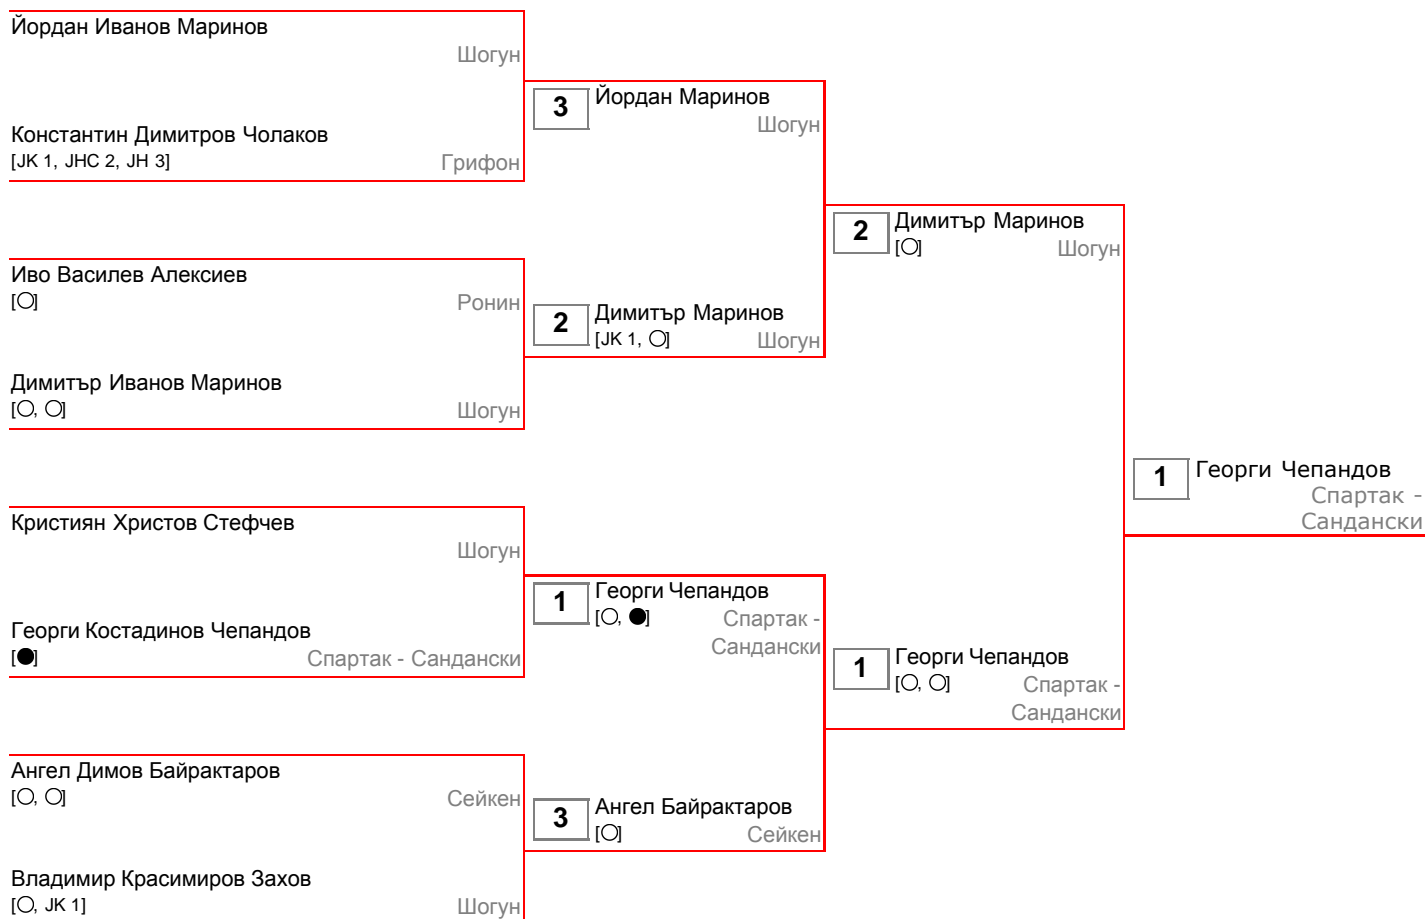 Йордан Иванов Маринов
Шогун
Константин Димитров Чолаков
[JK 1, JHC 2, JH 3]
Грифон
Иво Василев Алексиев
[○]
Ронин
Димитър Иванов Маринов
[○, ○]
Шогун
Кристиян Христов Стефчев
Шогун
Георги Костадинов Чепандов
[●]
Спартак - Сандански
Ангел Димов Байрактаров
[○, ○]
Сейкен
Владимир Красимиров Захов
[○, JK 1]
Шогун
3
Йордан Маринов
Шогун
2
Димитър Маринов
[JK 1, ○]
Шогун
1
Георги Чепандов
[○, ●]
Спартак -
Сандански
3
Ангел Байрактаров
[○]
Сейкен
2
Димитър Маринов
[○]
Шогун
1
Георги Чепандов
[○, ○]
Спартак -
Сандански
1
Георги Чепандов
Спартак -
Сандански